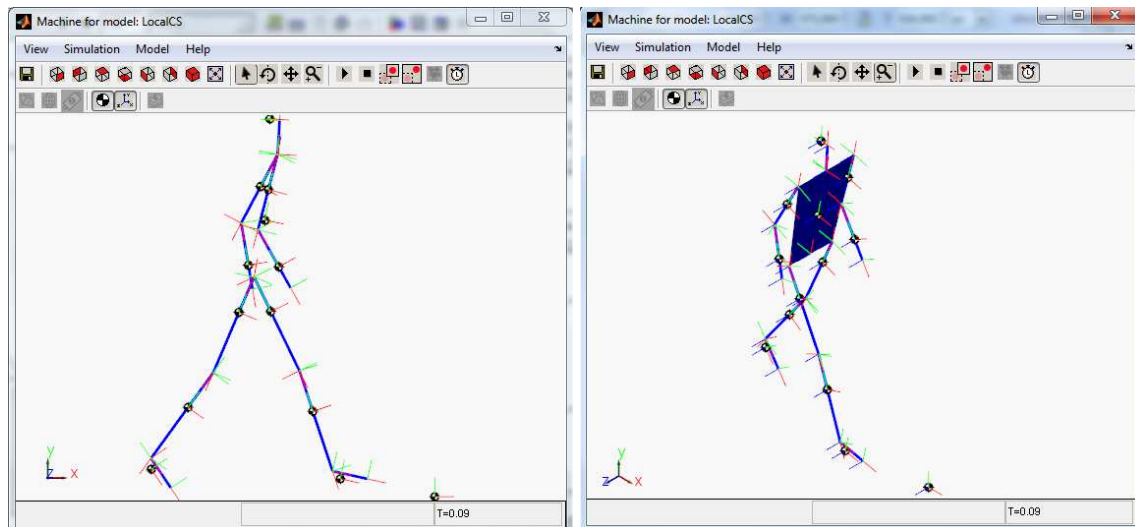 Machine for model: LocalCS
View Simulation Model Help
y
Z X
T=0.09
Machine for model: LocalCS
View Simulation Model Help
y
Z X
T=0.09